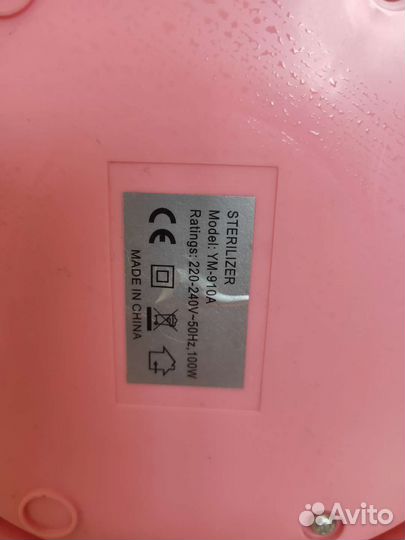 STERILIZER
Model: YM-910A
Ratings: 220-240V~50Hz,100W
CE
MADE IN CHINA
Avito